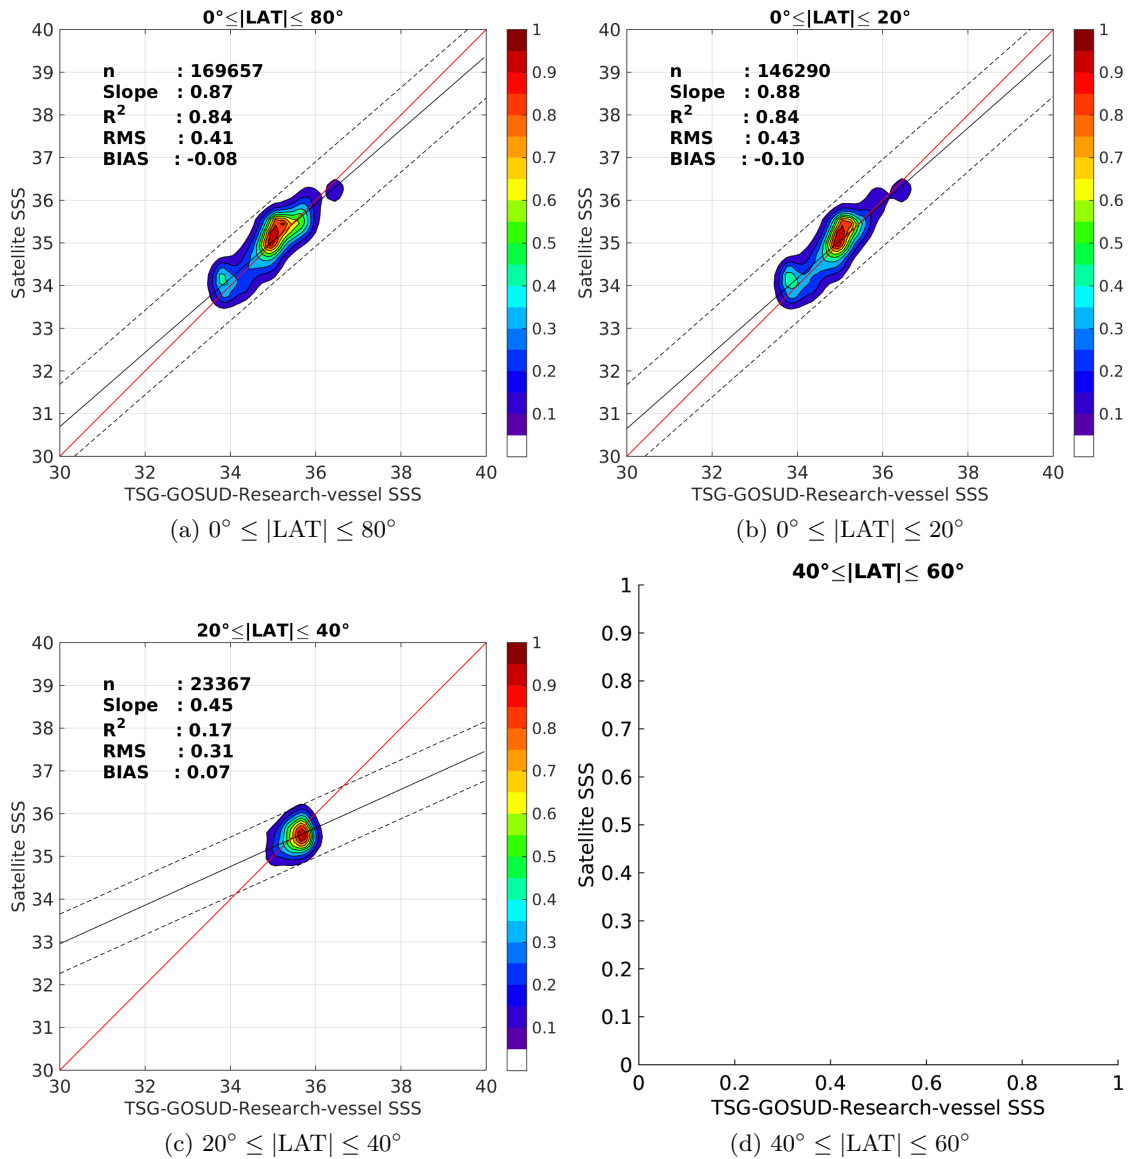 0°≤|LAT|≤ 80°
n : 169657
Slope : 0.87
R² : 0.84
RMS : 0.41
BIAS : -0.08
40
39
38
37
36
35
34
33
32
31
30
30 32 34 36 38 40
Satellite SSS
TSG-GOSUD-Research-vessel SSS
1
0.9
0.8
0.7
0.6
0.5
0.4
0.3
0.2
0.1
(a) 0° ≤ |LAT| ≤ 80°
0°≤|LAT|≤ 20°
n : 146290
Slope : 0.88
R² : 0.84
RMS : 0.43
BIAS : -0.10
40
39
38
37
36
35
34
33
32
31
30
30 32 34 36 38 40
Satellite SSS
TSG-GOSUD-Research-vessel SSS
1
0.9
0.8
0.7
0.6
0.5
0.4
0.3
0.2
0.1
(b) 0° ≤ |LAT| ≤ 20°
20°≤|LAT|≤ 40°
n : 23367
Slope : 0.45
R² : 0.17
RMS : 0.31
BIAS : 0.07
40
39
38
37
36
35
34
33
32
31
30
30 32 34 36 38 40
Satellite SSS
TSG-GOSUD-Research-vessel SSS
1
0.9
0.8
0.7
0.6
0.5
0.4
0.3
0.2
0.1
(c) 20° ≤ |LAT| ≤ 40°
40°≤|LAT|≤ 60°
1
0.9
0.8
0.7
0.6
0.5
0.4
0.3
0.2
0.1
0
0 0.2 0.4 0.6 0.8 1
Satellite SSS
TSG-GOSUD-Research-vessel SSS
(d) 40° ≤ |LAT| ≤ 60°